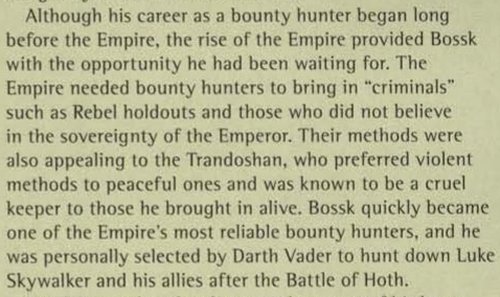 Although his career as a bounty hunter began long
before the Empire, the rise of the Empire provided Bossk
with the opportunity he had been waiting for. The
Empire needed bounty hunters to bring in “criminals”
such as Rebel holdouts and those who did not believe
in the sovereignty of the Emperor. Their methods were
also appealing to the Trandoshan, who preferred violent
methods to peaceful ones and was known to be a cruel
keeper to those he brought in alive. Bossk quickly became
one of the Empire's most reliable bounty hunters, and he
was personally selected by Darth Vader to hunt down Luke
Skywalker and his allies after the Battle of Hoth.